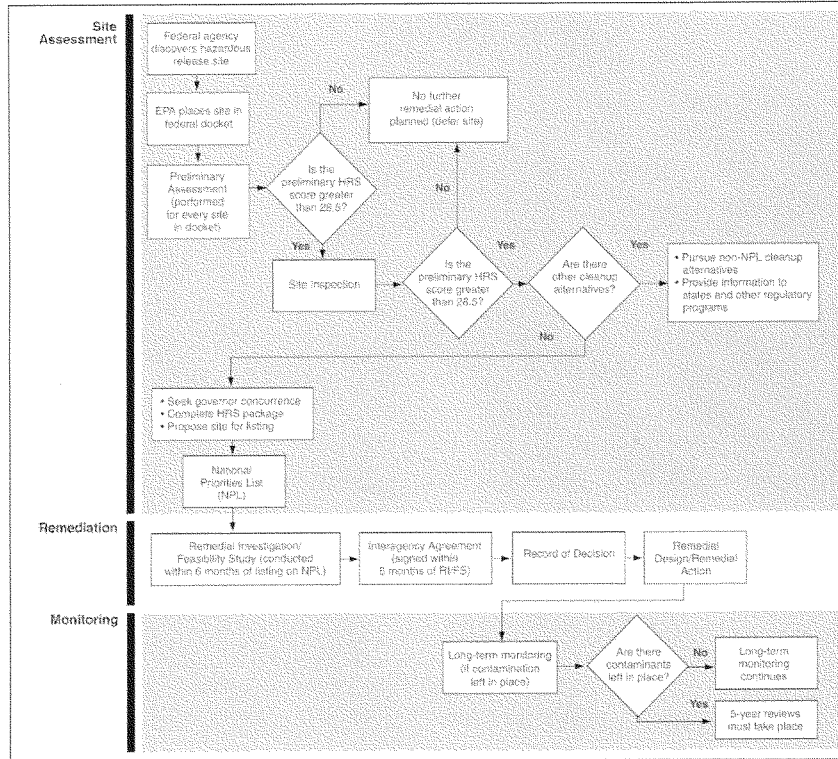 Site
Assessment
Federal agency
discovers hazardous
release site
EPA places site in
federal docket
Preliminary
Assessment
(performed
for every site
in docket)
Is the
preliminary HRS
score greater
than 28.5?
No
No further
remedial action
planned (defer site)
Yes
Site Inspection
Is the
preliminary HRS
score greater
than 28.5?
No
Yes
Are there
other cleanup
alternatives?
Yes
• Pursue non-NPL cleanup
alternatives
• Provide information to
states and other regulatory
programs
No
• Seek governor concurrence
• Complete HRS package
• Propose site for listing
National
Priorities List
(NPL)
Remediation
Remedial Investigation/
Feasibility Study (conducted
within 6 months of listing on NPL)
Interagency Agreement
(signed within
6 months of RI/FS)
Record of Decision
Remedial
Design/Remedial
Action
Monitoring
Long-term monitoring
(if contamination
left in place)
Are there
contaminants
left in place?
No
Long-term
monitoring
continues
Yes
5-year reviews
must take place